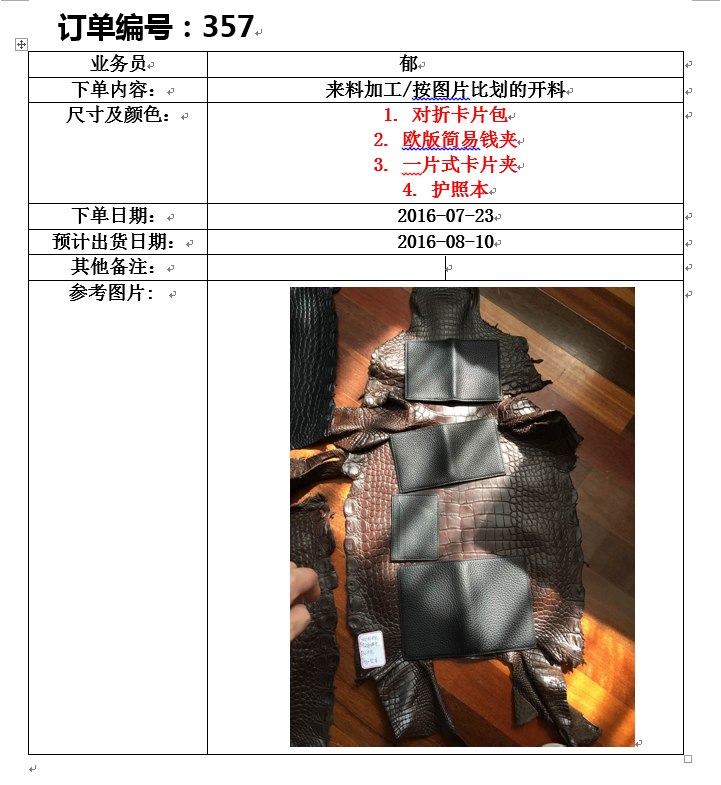 订单编号：357
业务员
郁
下单内容：
来料加工/按图片比划的开料
尺寸及颜色：
1. 对折卡片包
2. 欧版简易钱夹
3. 一片式卡片夹
4. 护照本
下单日期：
2016-07-23
预计出货日期：
2016-08-10
其他备注：
参考图片：